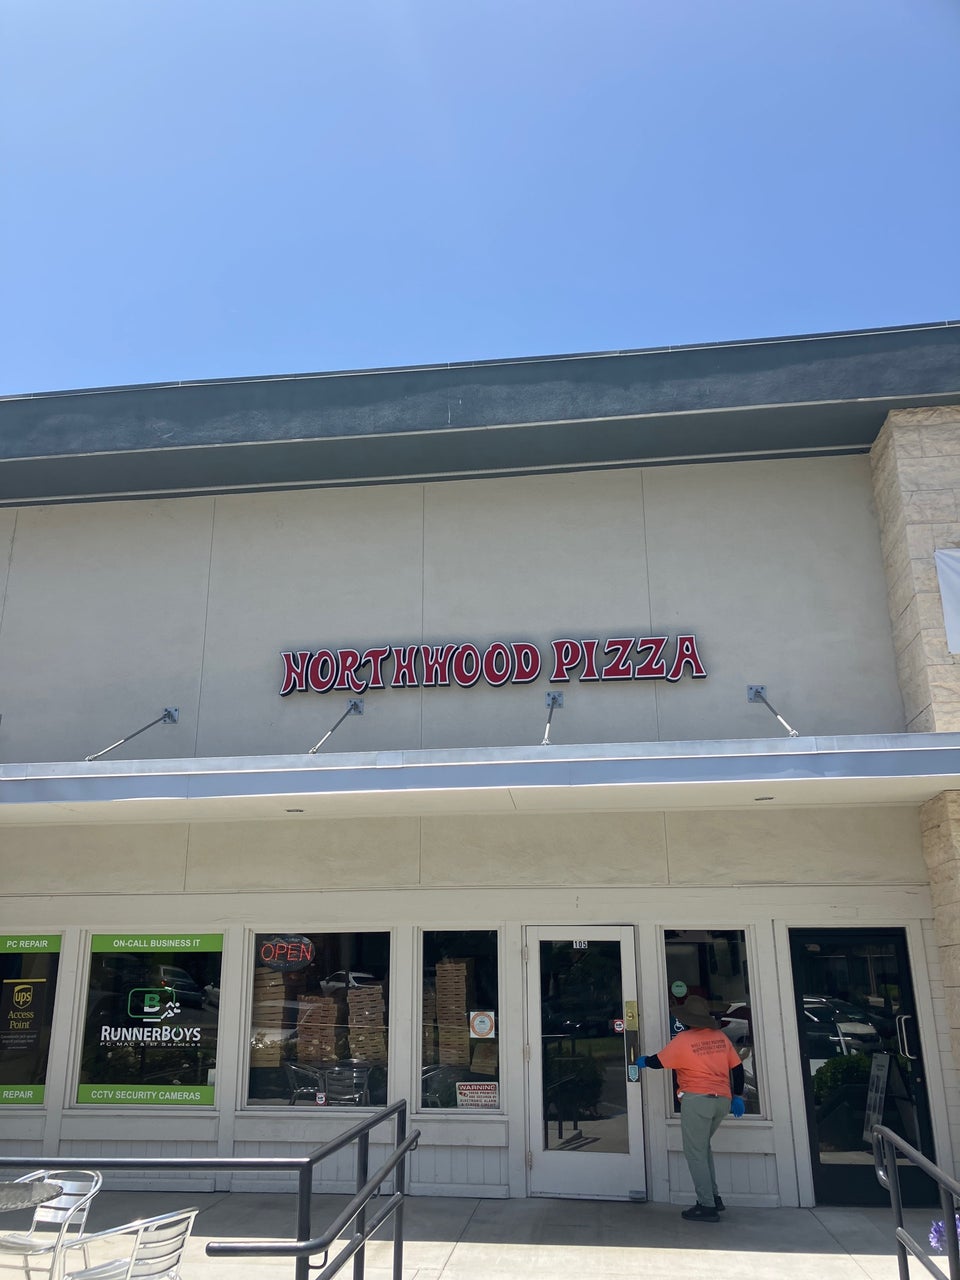 NORTHWOOD PIZZA
PC REPAIR
ups
Access
Point
REPAIR
ON-CALL BUSINESS IT
B
RUNNERBOYS
PC, MAC & IT Services
CCTV SECURITY CAMERAS
OPEN
WARNING
105